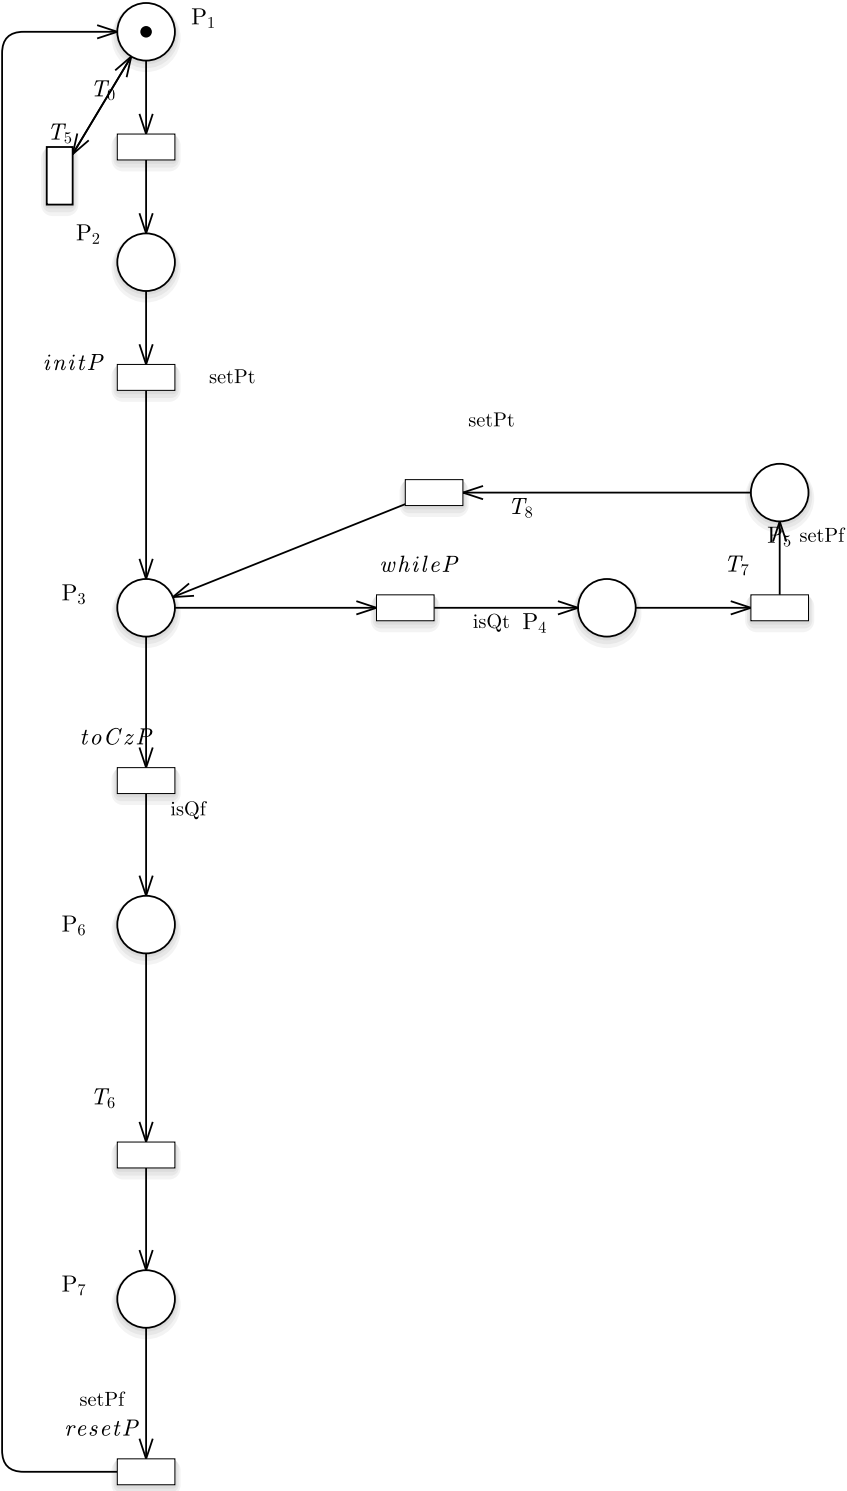 P₁
T₀
T₅
P₂
initP
setPt
setPt
T₈
P₅ setPf
whileP
T₇
P₃
isQt P₄
toCzP
isQf
P₆
T₆
P₇
setPf
resetP